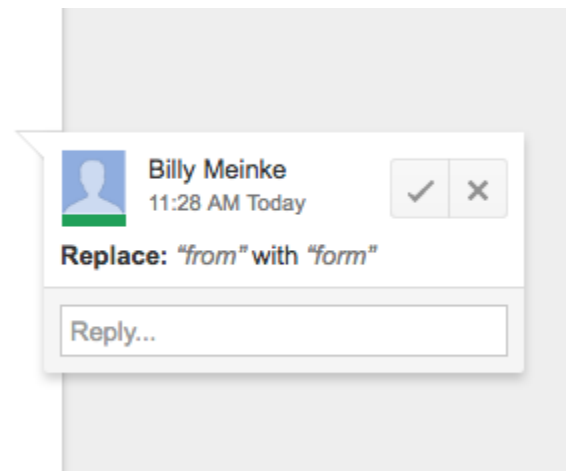 Billy Meinke
11:28 AM Today
Replace: “from” with “form”
Reply...